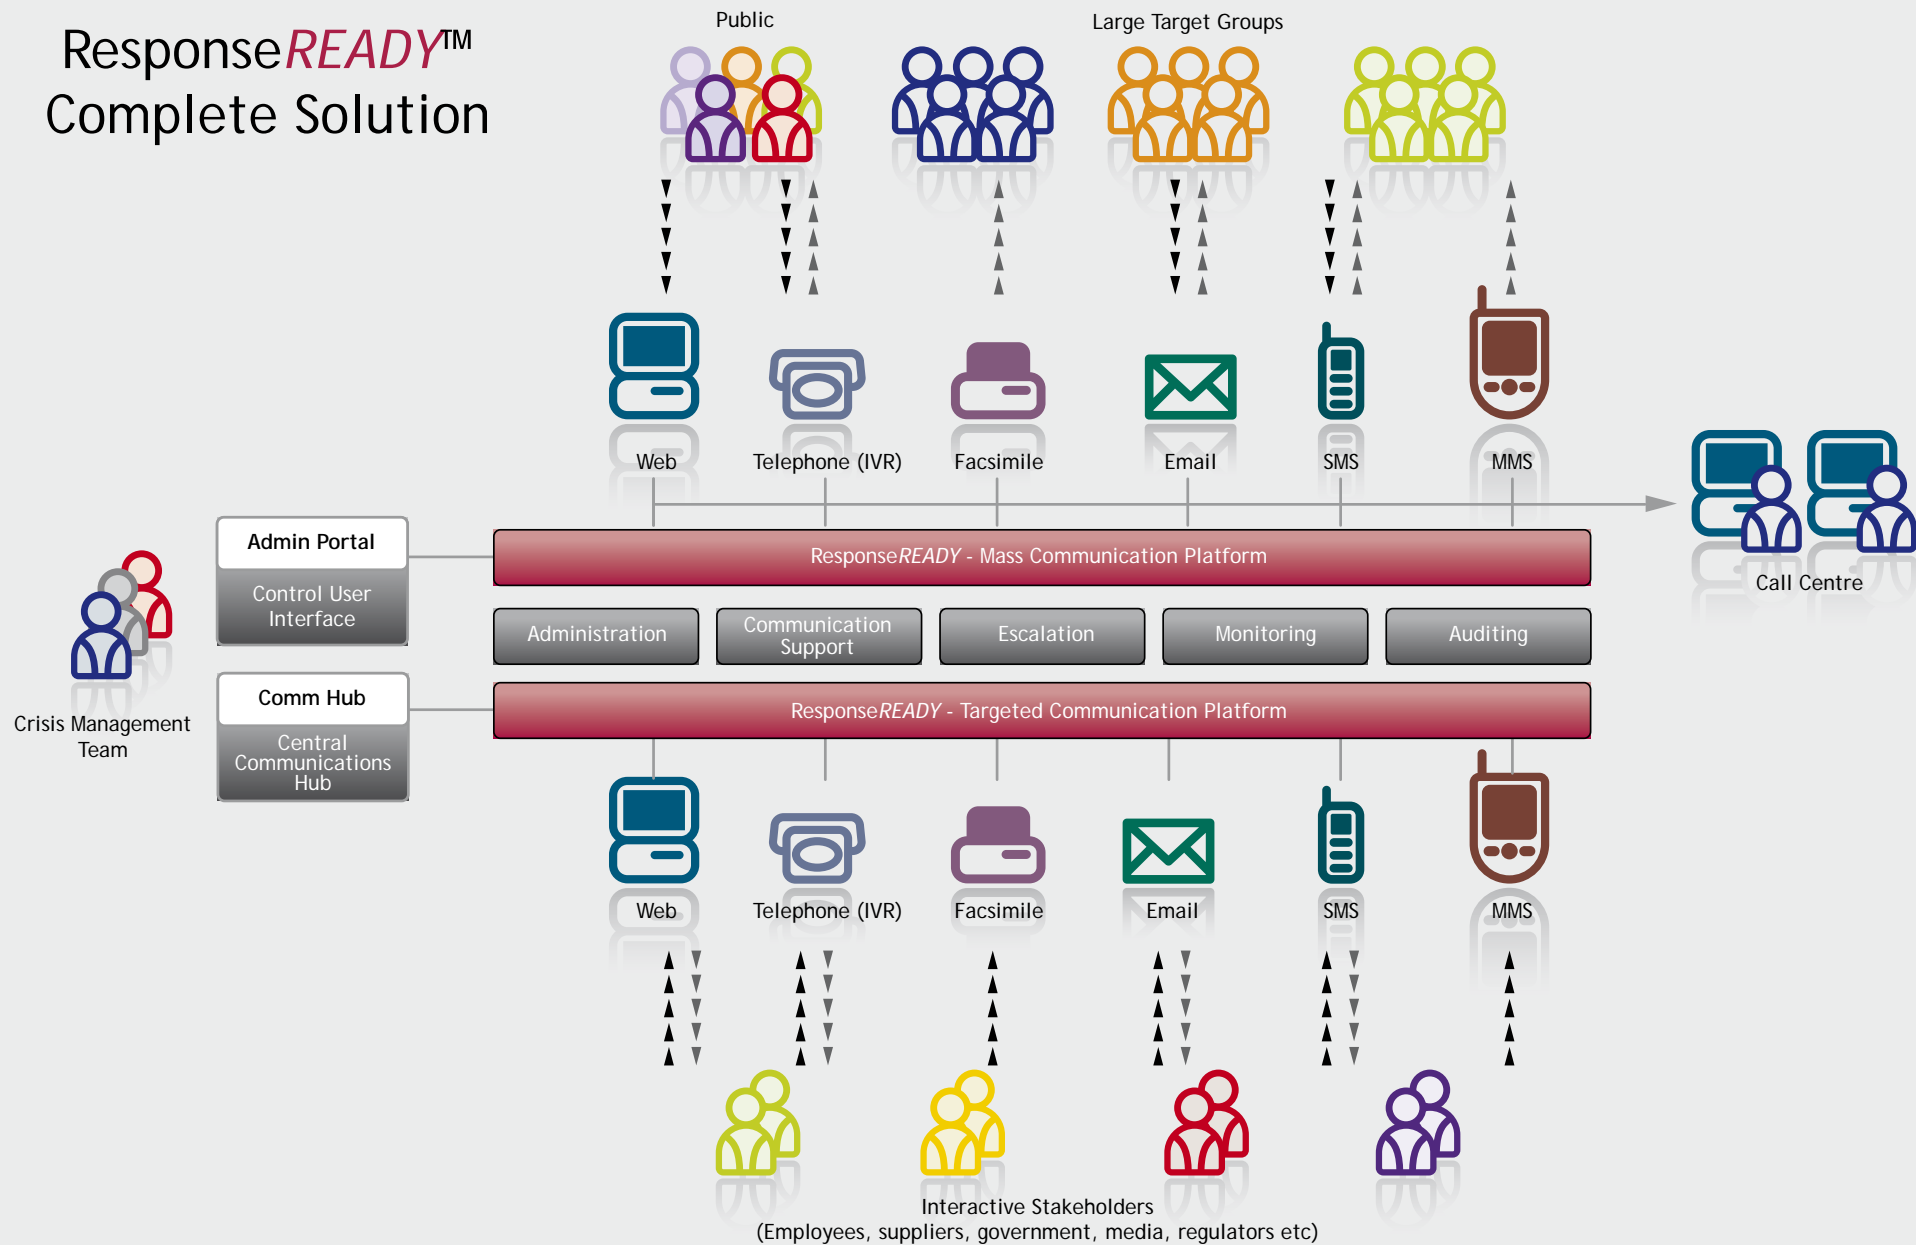 ResponseREADY™
Complete Solution
Public
Large Target Groups
Web
Telephone (IVR)
Facsimile
Email
SMS
MMS
Call Centre
Admin Portal
Control User
Interface
ResponseREADY - Mass Communication Platform
Administration
Communication
Support
Escalation
Monitoring
Auditing
Crisis Management
Team
Comm Hub
Central
Communications
Hub
ResponseREADY - Targeted Communication Platform
Web
Telephone (IVR)
Facsimile
Email
SMS
MMS
Interactive Stakeholders
(Employees, suppliers, government, media, regulators etc)